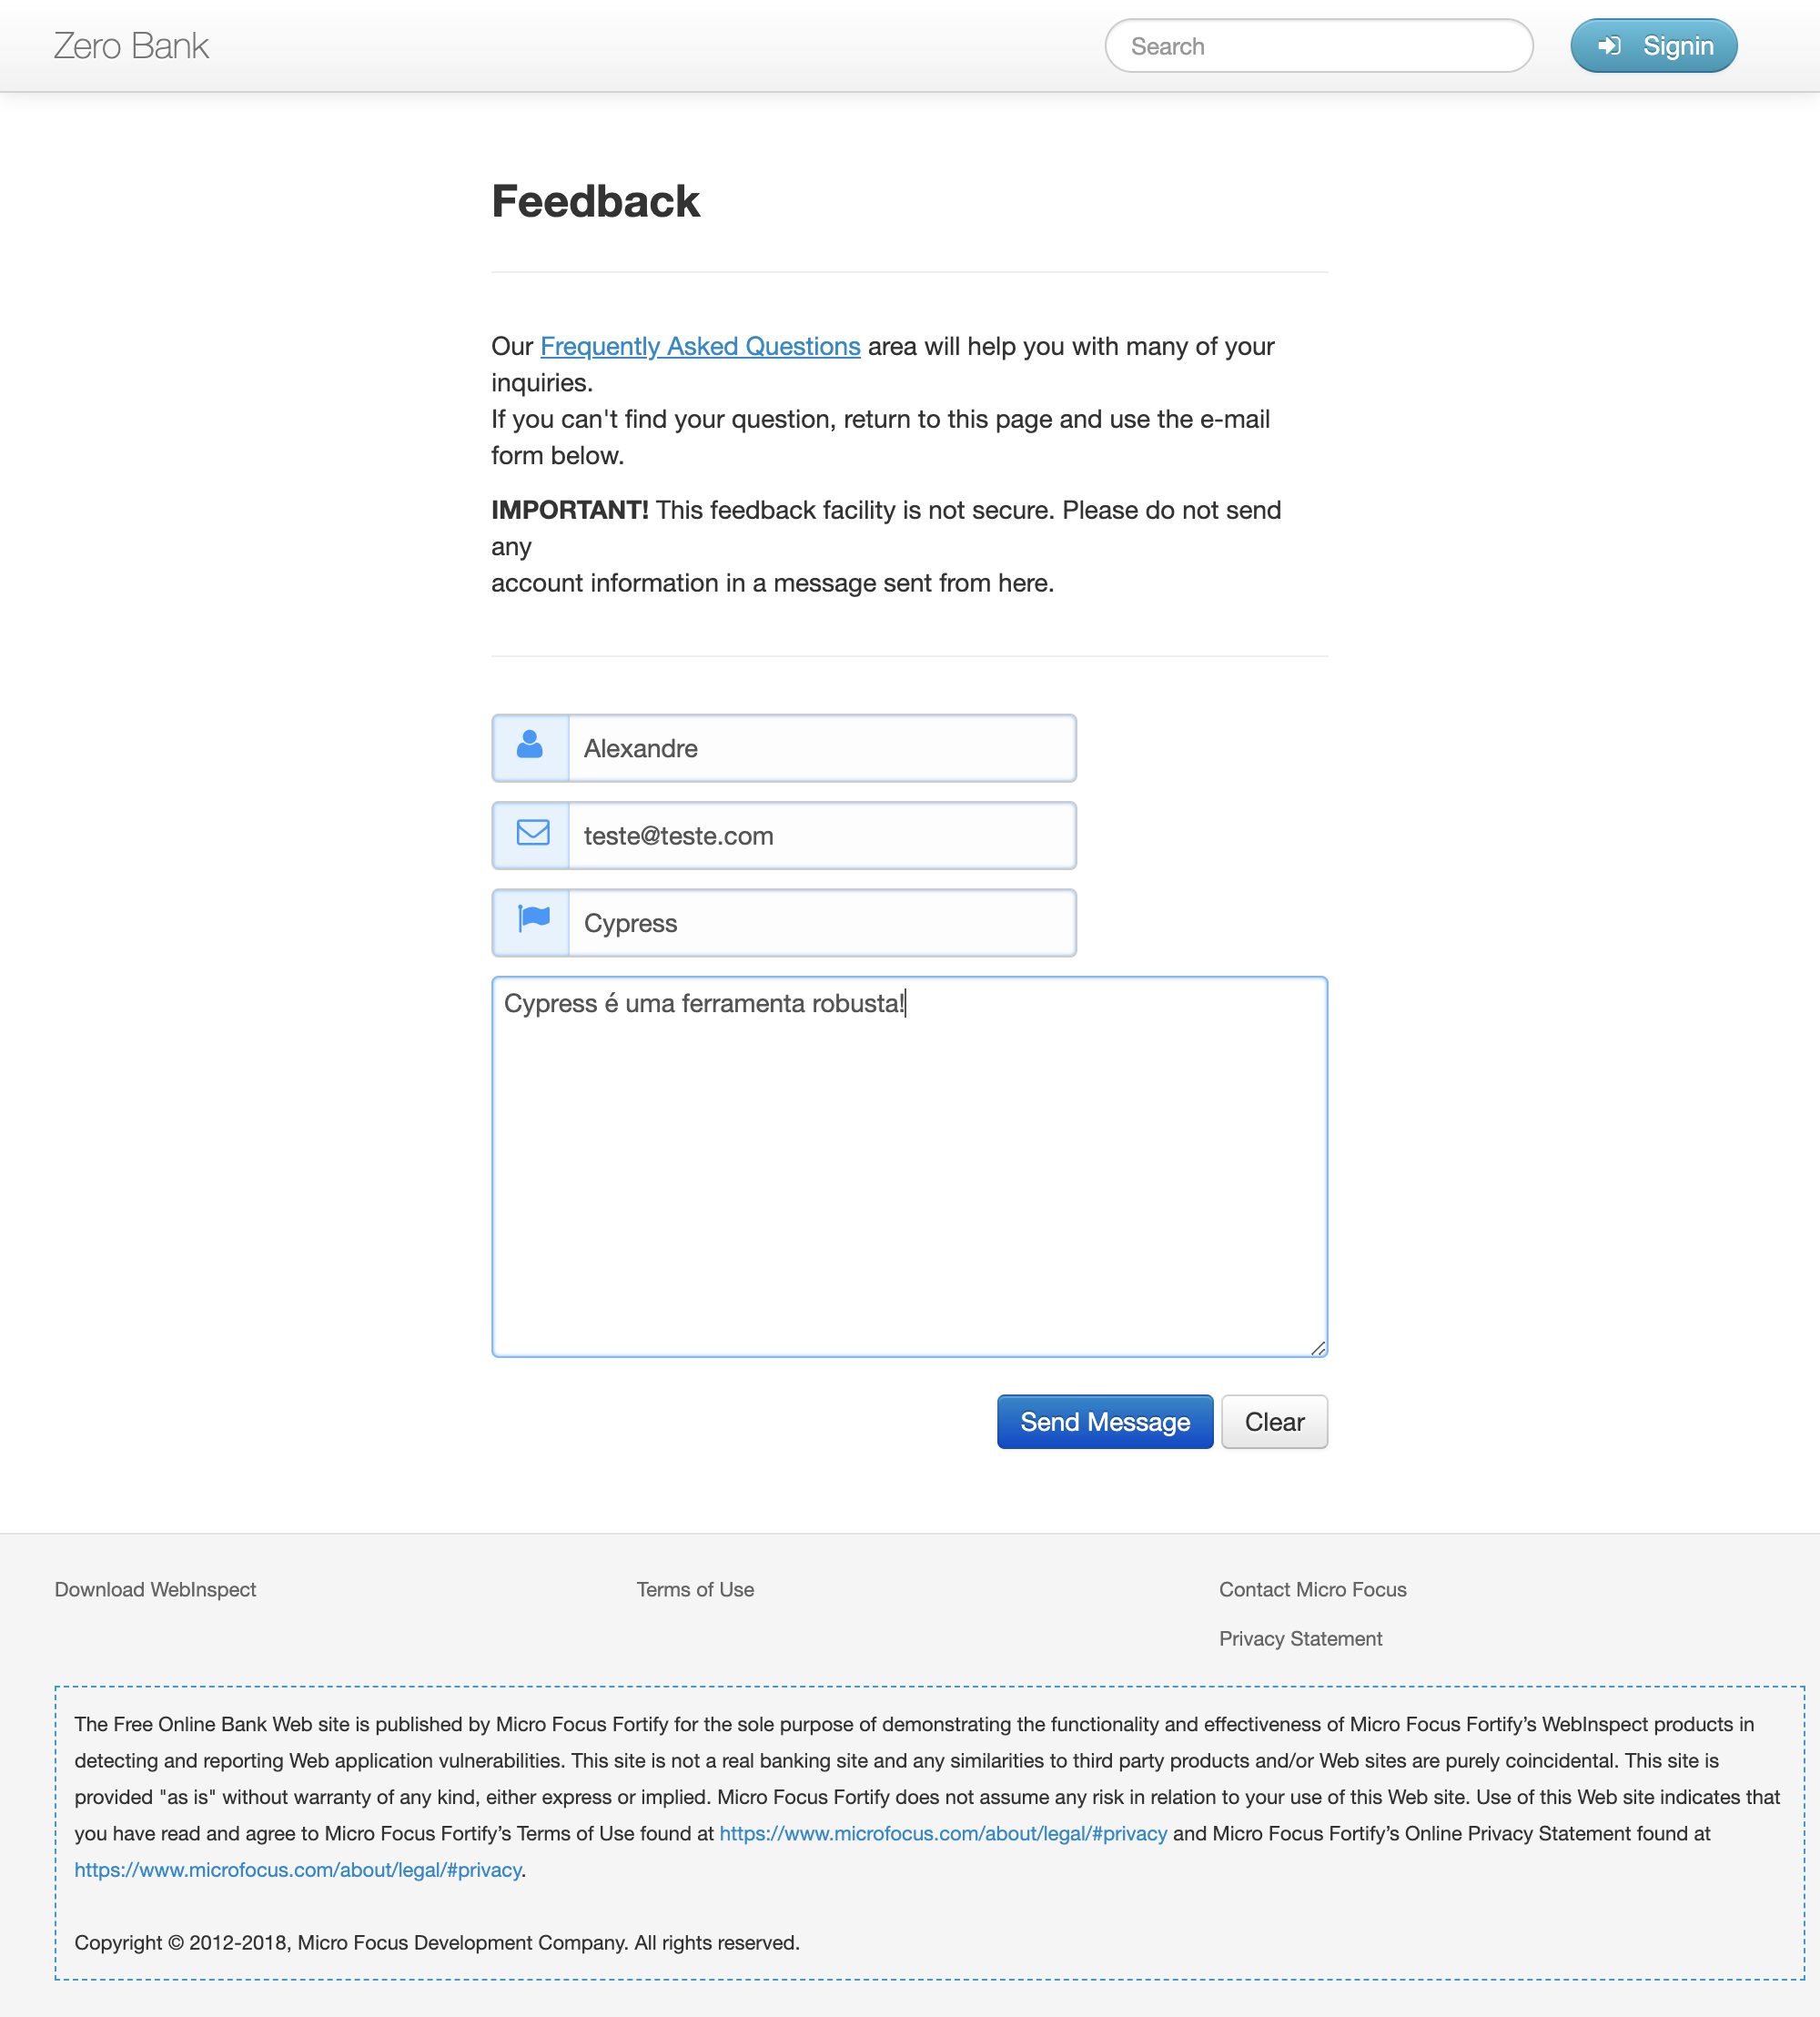 Zero Bank
Search
Signin
Feedback
Our Frequently Asked Questions area will help you with many of your
inquiries.
If you can't find your question, return to this page and use the e-mail
form below.
IMPORTANT! This feedback facility is not secure. Please do not send
any
account information in a message sent from here.
Alexandre
teste@teste.com
Cypress
Cypress é uma ferramenta robusta!
Send Message
Clear
Download WebInspect
Terms of Use
Contact Micro Focus
Privacy Statement
The Free Online Bank Web site is published by Micro Focus Fortify for the sole purpose of demonstrating the functionality and effectiveness of Micro Focus Fortify’s WebInspect products in
detecting and reporting Web application vulnerabilities. This site is not a real banking site and any similarities to third party products and/or Web sites are purely coincidental. This site is
provided "as is" without warranty of any kind, either express or implied. Micro Focus Fortify does not assume any risk in relation to your use of this Web site. Use of this Web site indicates that
you have read and agree to Micro Focus Fortify’s Terms of Use found at https://www.microfocus.com/about/legal/#privacy and Micro Focus Fortify’s Online Privacy Statement found at
https://www.microfocus.com/about/legal/#privacy.
Copyright © 2012-2018, Micro Focus Development Company. All rights reserved.